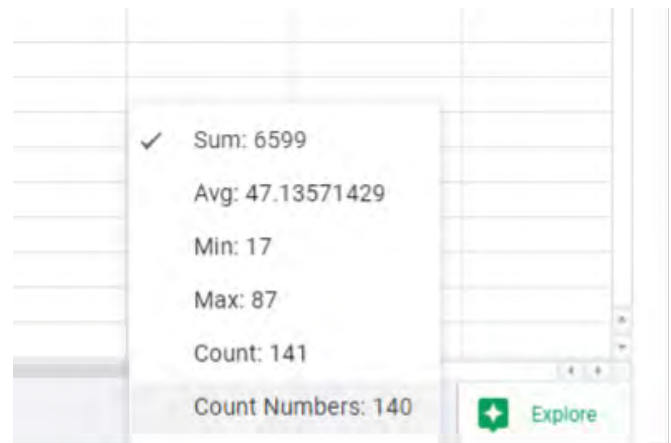 Sum: 6599
Avg: 47.13571429
Min: 17
Max: 87
Count: 141
Count Numbers: 140
Explore